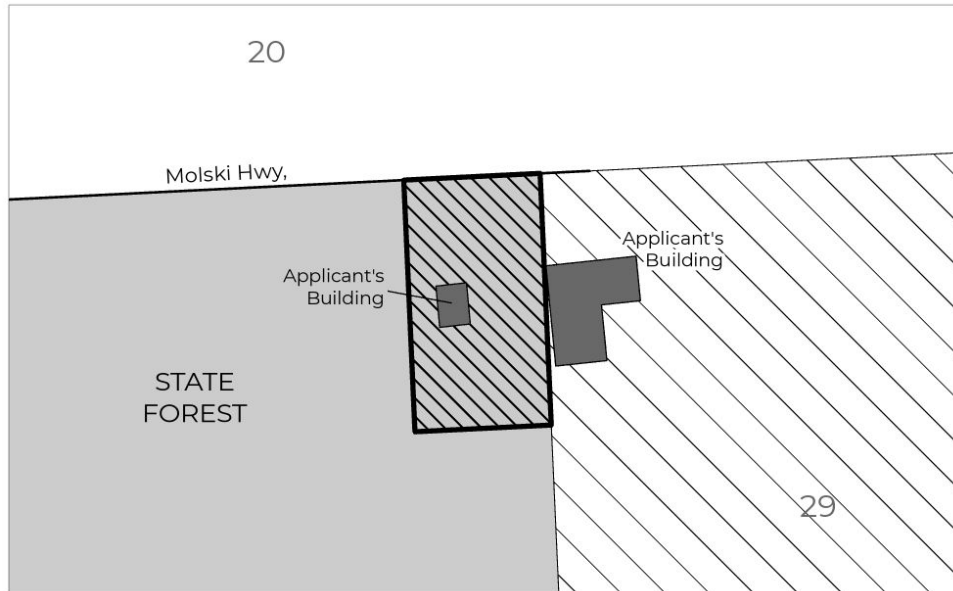 20
Molski Hwy,
Applicant's
Building
Applicant's
Building
STATE
FOREST
29